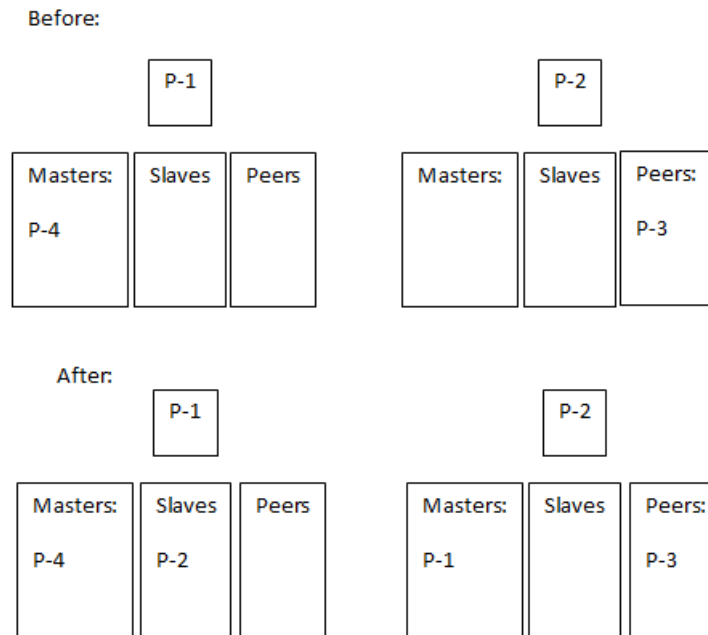 Before:
P-1 P-2
Masters: Slaves Peers Masters: Slaves Peers:
P-4 P-3
After:
P-1 P-2
Masters: Slaves Peers Masters: Slaves Peers:
P-4 P-2 P-1 P-3